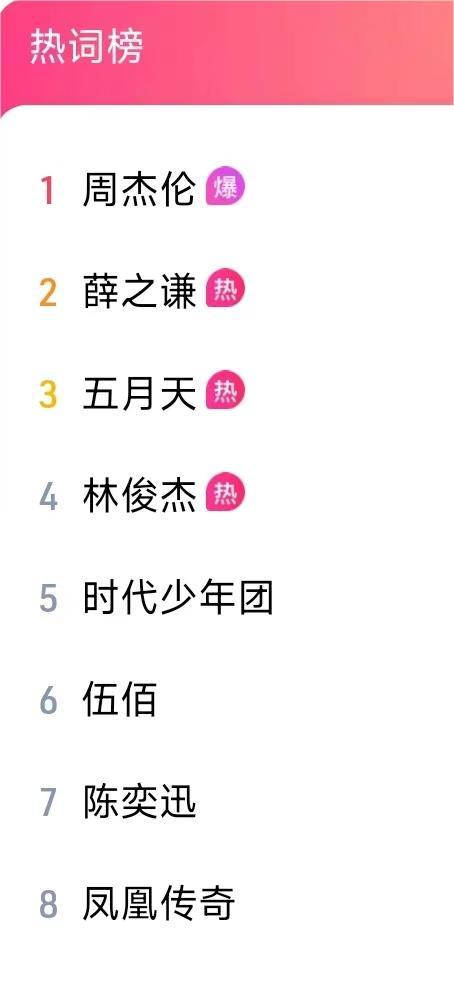 热词榜
1 周杰伦 爆
2 薛之谦 热
3 五月天 热
4 林俊杰 热
5 时代少年团
6 伍佰
7 陈奕迅
8 凤凰传奇